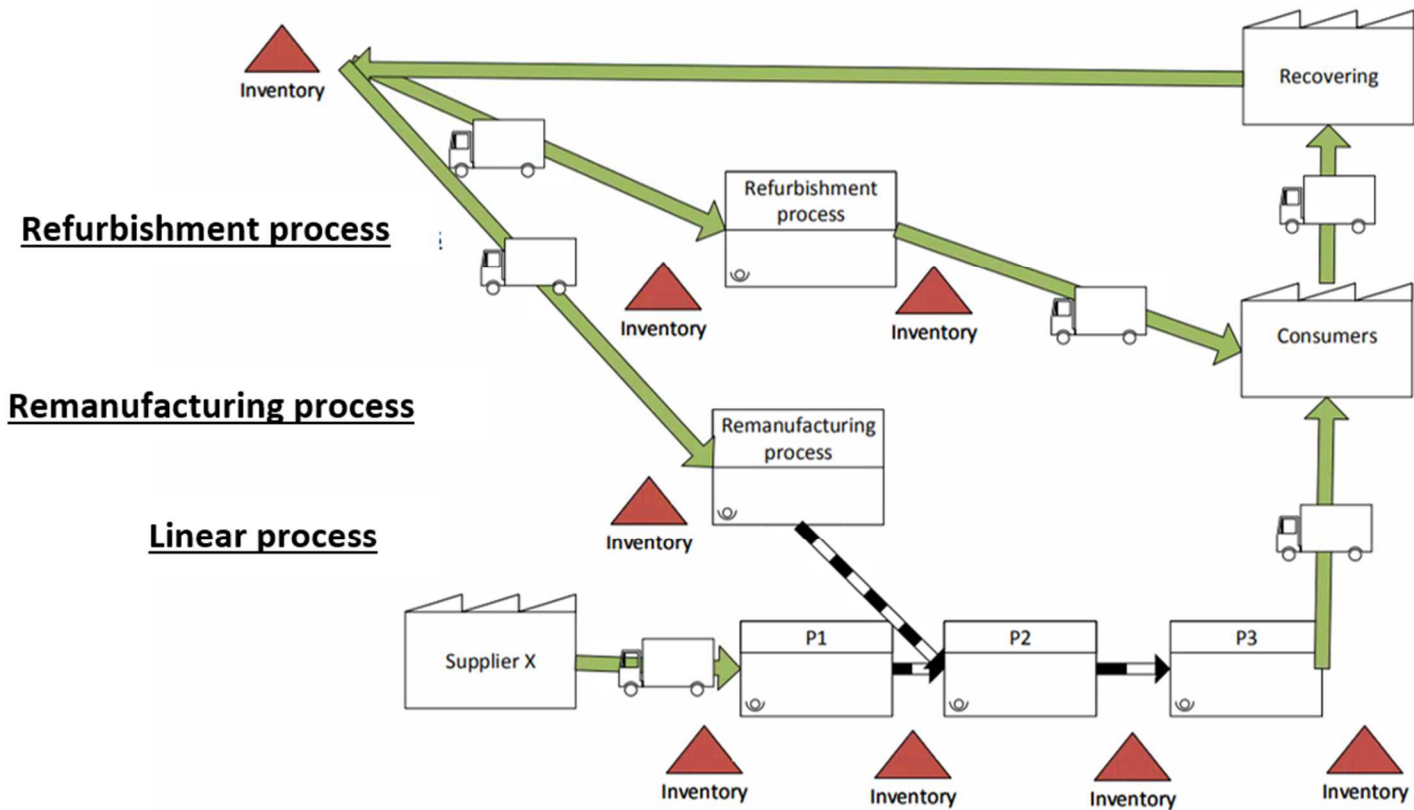 Recovering
Inventory
Refurbishment
process
Refurbishment process
Inventory
Inventory
Consumers
Remanufacturing process
Remanufacturing
process
Inventory
Linear process
Supplier X
P1
P2
P3
Inventory
Inventory
Inventory
Inventory